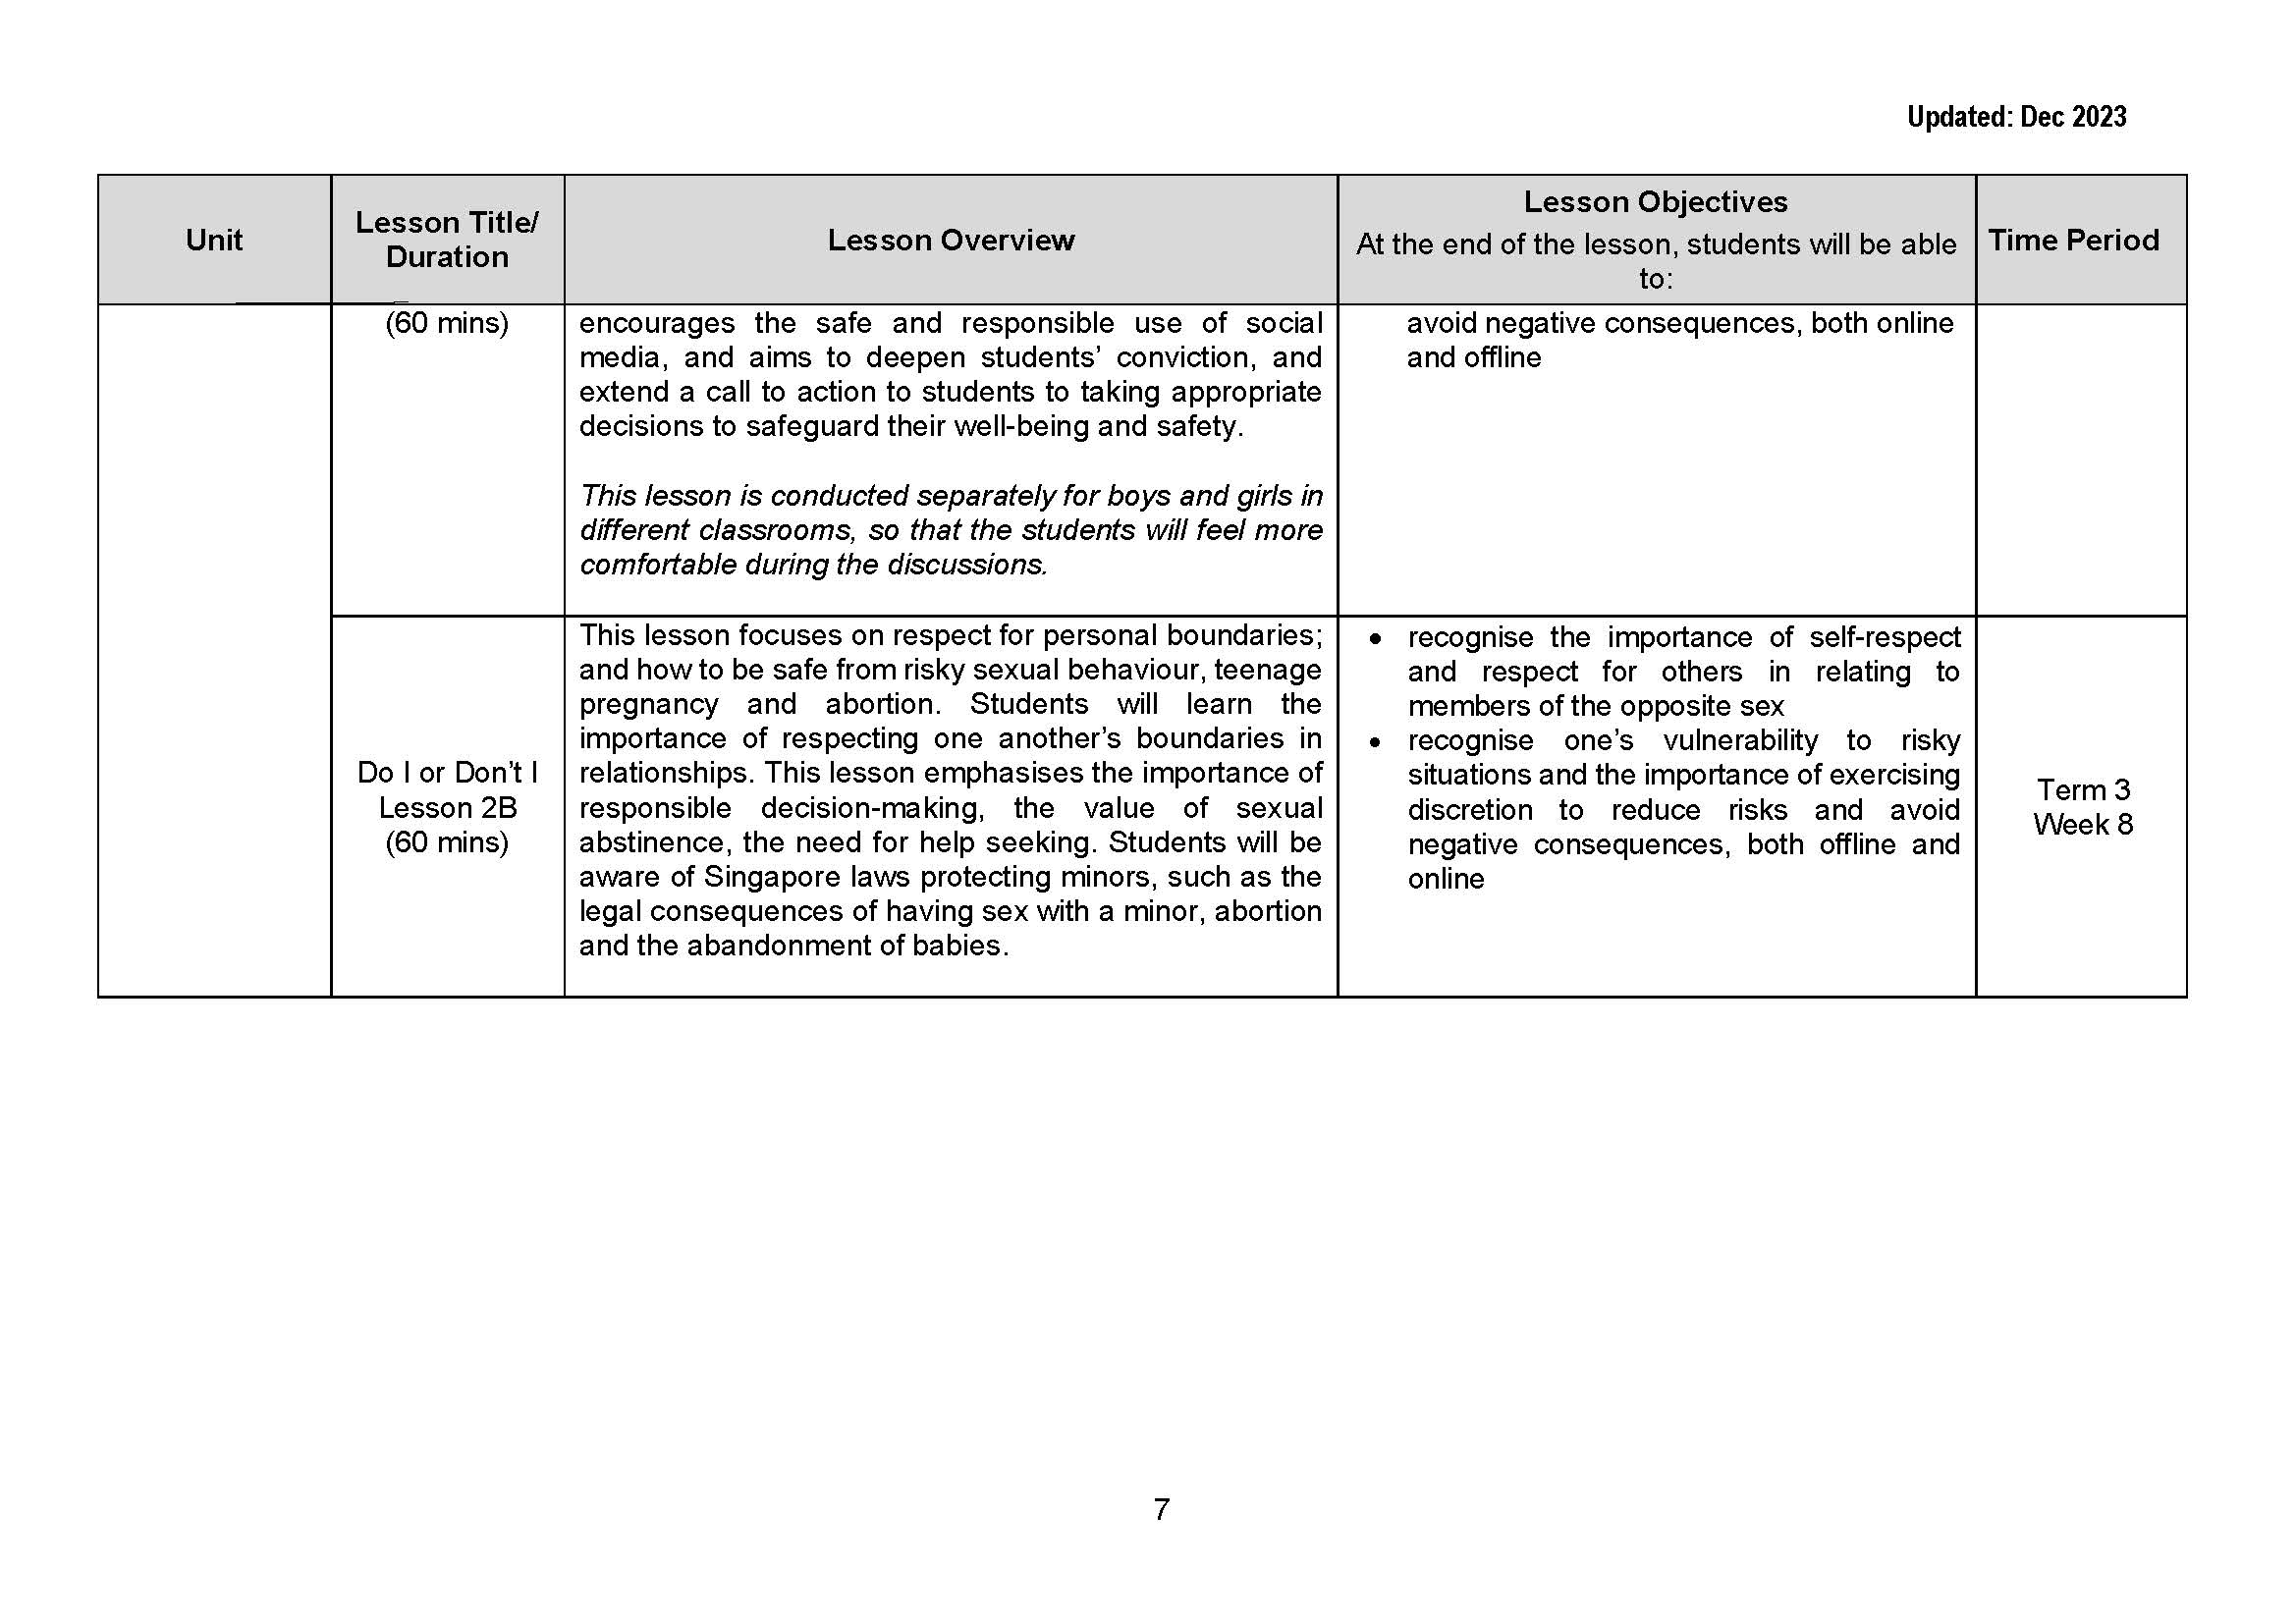 Updated: Dec 2023
Unit
Lesson Title/
Duration
Lesson Overview
Lesson Objectives
At the end of the lesson, students will be able
to:
Time Period
(60 mins)
encourages the safe and responsible use of social
media, and aims to deepen students’ conviction, and
extend a call to action to students to taking appropriate
decisions to safeguard their well-being and safety.
This lesson is conducted separately for boys and girls in
different classrooms, so that the students will feel more
comfortable during the discussions.
avoid negative consequences, both online
and offline
Do I or Don’t I
Lesson 2B
(60 mins)
This lesson focuses on respect for personal boundaries;
and how to be safe from risky sexual behaviour, teenage
pregnancy and abortion. Students will learn the
importance of respecting one another’s boundaries in
relationships. This lesson emphasises the importance of
responsible decision-making, the value of sexual
abstinence, the need for help seeking. Students will be
aware of Singapore laws protecting minors, such as the
legal consequences of having sex with a minor, abortion
and the abandonment of babies.
• recognise the importance of self-respect
and respect for others in relating to
members of the opposite sex
• recognise one’s vulnerability to risky
situations and the importance of exercising
discretion to reduce risks and avoid
negative consequences, both offline and
online
Term 3
Week 8
7